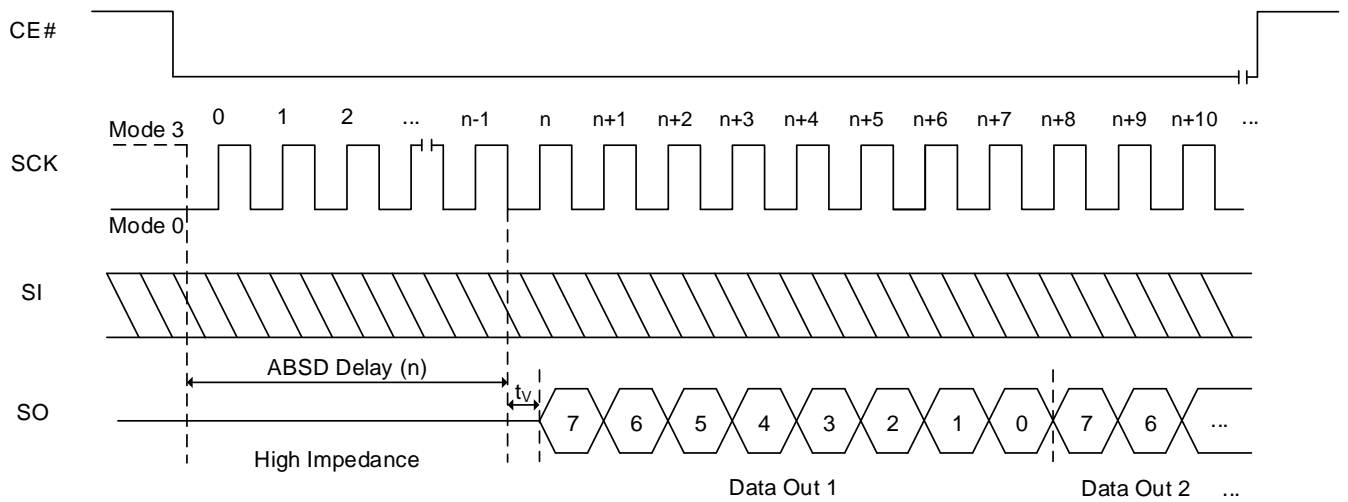 CE#
0 1 2 ... n-1 n n+1 n+2 n+3 n+4 n+5 n+6 n+7 n+8 n+9 n+10 ...
Mode 3
SCK
Mode 0
SI
ABSD Delay (n)
tV
SO
7 6 5 4 3 2 1 0 7 6 ...
High Impedance
Data Out 1 Data Out 2 ...